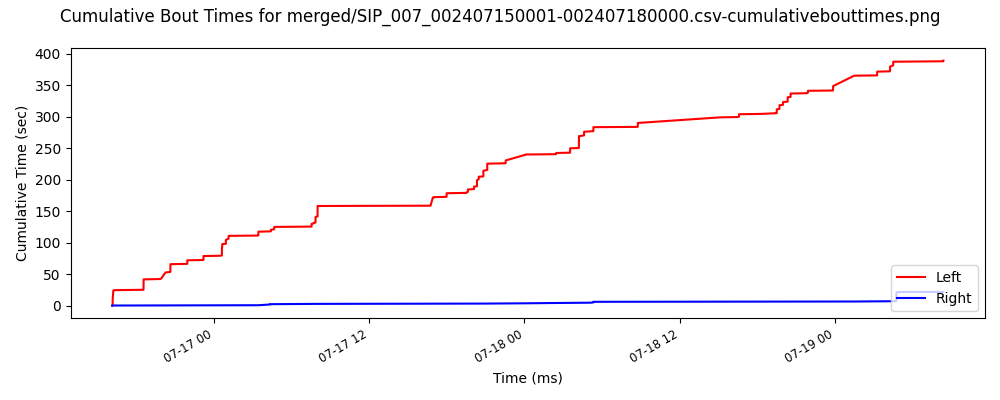 Cumulative Bout Times for merged/SIP_007_002407150001-002407180000.csv-cumulativebouttimes.png
400
350
300
250
200
150
100
50
0
Cumulative Time (sec)
Left
Right
07-17 00
07-17 12
07-18 00
07-18 12
07-19 00
Time (ms)